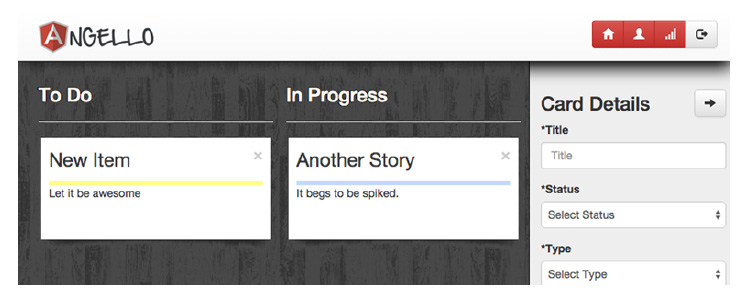 ANGELLO
To Do
New Item ×
Let it be awesome
In Progress
Another Story ×
It begs to be spiked.
Card Details
*Title
Title
*Status
Select Status
*Type
Select Type